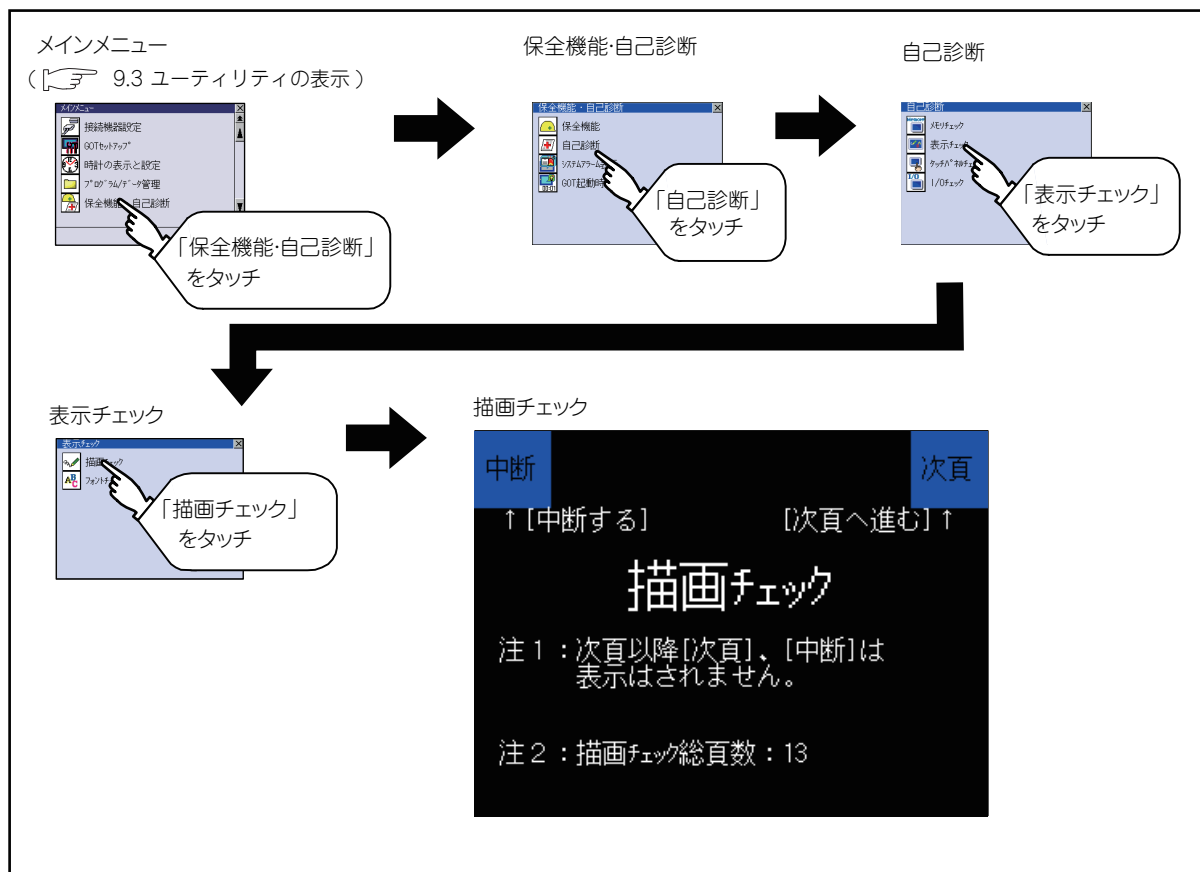 メインメニュー
( 9.3 ユーティリティの表示 )
メインメニュー
接続機器設定
GOTセットアップ
時計の表示と設定
プログラム/データ管理
保全機能・自己診断
「保全機能・自己診断」
をタッチ
保全機能・自己診断
保全機能・自己診断
保全機能
自己診断
システムアラーム
GOT起動時
「自己診断」
をタッチ
自己診断
自己診断
メモリチェック
表示チェック
タッチパネルチェ
I/Oチェック
「表示チェック」
をタッチ
表示チェック
表示チェック
描画チェック
フォントチ
「描画チェック」
をタッチ
描画チェック
中断
次頁
↑[中断する]
[次頁へ進む]↑
描画チェック
注1:次頁以降[次頁]、[中断]は
表示はされません。
注2:描画チェック総頁数:13